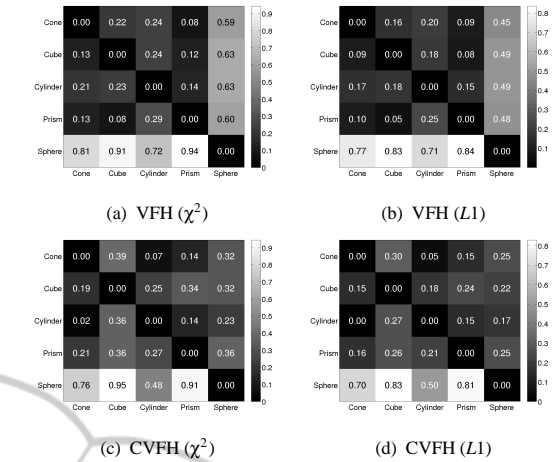 Cone 0.00 0.22 0.24 0.08 0.59
Cube 0.13 0.00 0.24 0.12 0.63
Cylinder 0.21 0.23 0.00 0.14 0.63
Prism 0.13 0.08 0.29 0.00 0.60
Sphere 0.81 0.91 0.72 0.94 0.00
Cone Cube Cylinder Prism Sphere
0.9
0.8
0.7
0.6
0.5
0.4
0.3
0.2
0.1
0
(a) VFH (χ²)
Cone 0.00 0.16 0.20 0.09 0.45
Cube 0.09 0.00 0.18 0.08 0.49
Cylinder 0.17 0.18 0.00 0.15 0.49
Prism 0.10 0.05 0.25 0.00 0.48
Sphere 0.77 0.83 0.71 0.84 0.00
Cone Cube Cylinder Prism Sphere
0.8
0.7
0.6
0.5
0.4
0.3
0.2
0.1
(b) VFH (L1)
Cone 0.00 0.39 0.07 0.14 0.32
Cube 0.19 0.00 0.25 0.34 0.32
Cylinder 0.02 0.36 0.00 0.14 0.23
Prism 0.21 0.36 0.27 0.00 0.36
Sphere 0.76 0.95 0.48 0.91 0.00
Cone Cube Cylinder Prism Sphere
0.9
0.8
0.7
0.6
0.5
0.4
0.3
0.2
0.1
0
(c) CVFH (χ²)
Cone 0.00 0.30 0.05 0.15 0.25
Cube 0.15 0.00 0.18 0.24 0.22
Cylinder 0.00 0.27 0.00 0.15 0.17
Prism 0.16 0.26 0.21 0.00 0.25
Sphere 0.70 0.83 0.50 0.81 0.00
Cone Cube Cylinder Prism Sphere
0.8
0.7
0.6
0.5
0.4
0.3
0.2
0.1
0
(d) CVFH (L1)